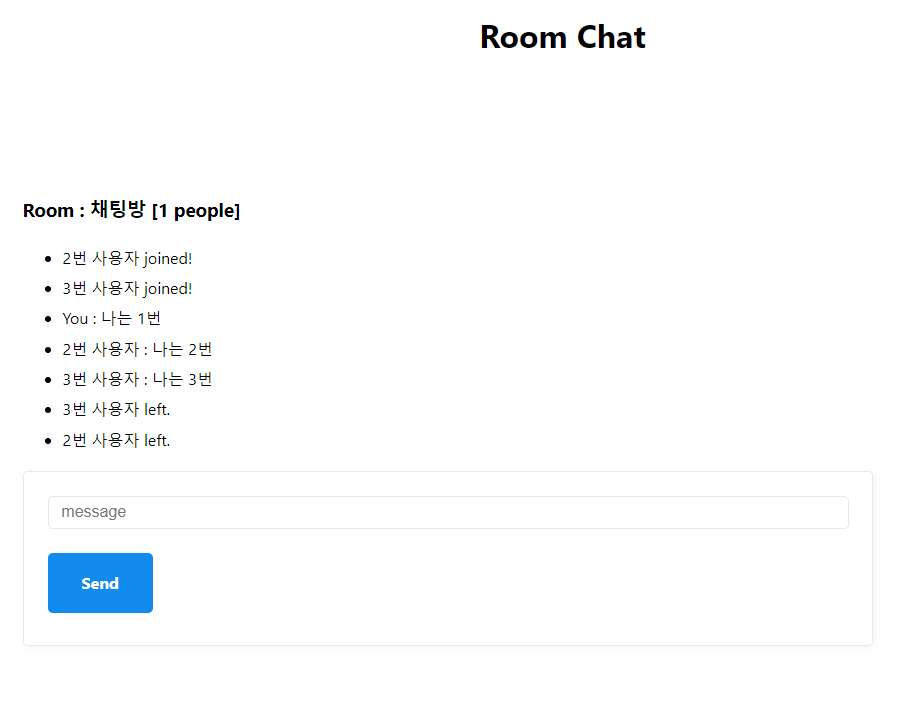 Room Chat
Room : 채팅방 [1 people]
2번 사용자 joined!
3번 사용자 joined!
You : 나는 1번
2번 사용자 : 나는 2번
3번 사용자 : 나는 3번
3번 사용자 left.
2번 사용자 left.
message
Send